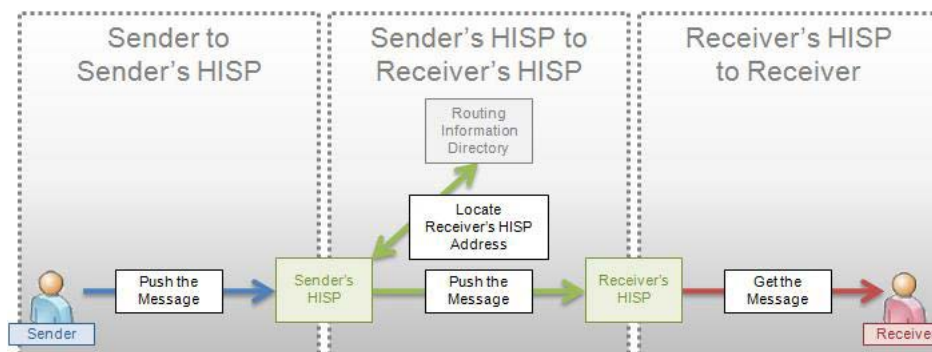 Sender to
Sender's HISP
Sender's HISP to
Receiver's HISP
Receiver's HISP
to Receiver
Routing
Information
Directory
Locate
Receiver's HISP
Address
Push the
Message
Sender's
HISP
Push the
Message
Receiver's
HISP
Get the
Message
Sender
Receiver